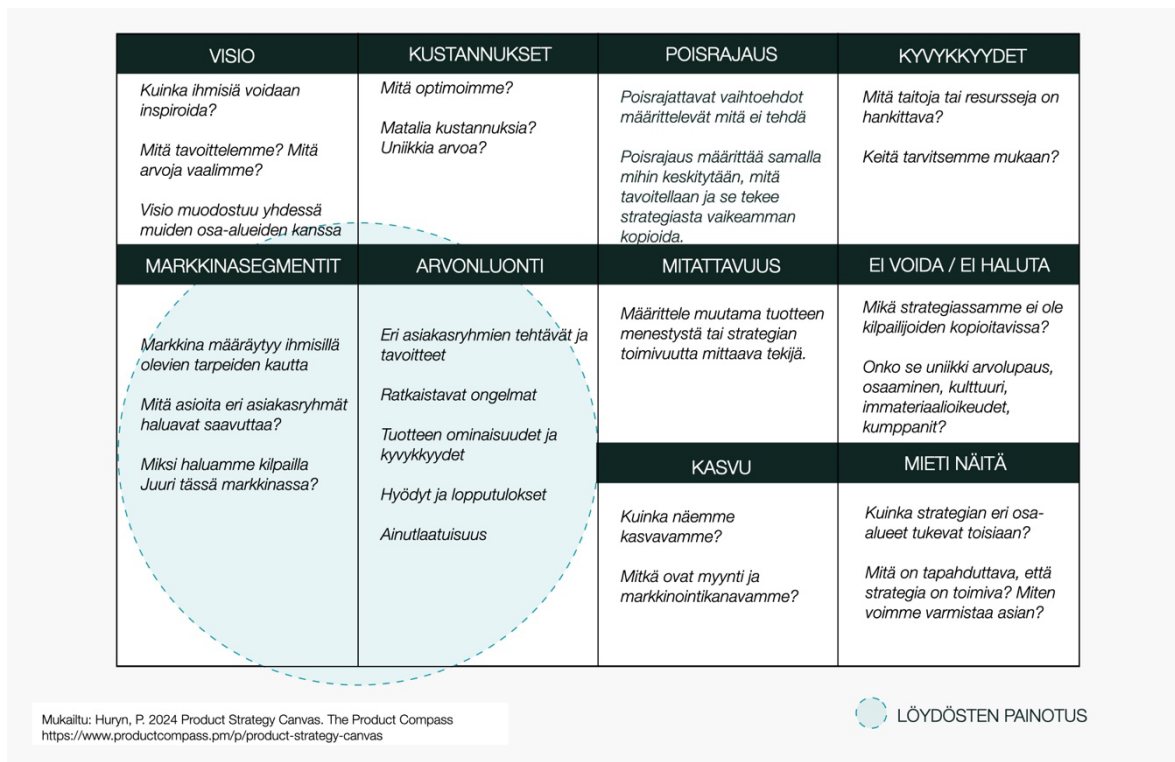 VISIO
Kuinka ihmisiä voidaan
inspiroida?
Mitä tavoittelemme? Mitä
arvoja vaalimme?
Visio muodostuu yhdessä
muiden osa-alueiden kanssa
KUSTANNUKSET
Mitä optimoimme?
Matalia kustannuksia?
Uniikkia arvoa?
POISRAJAUS
Poisrajattavat vaihtoehdot
määrittelevät mitä ei tehdä
Poisrajaus määrittää samalla
mihin keskitytään, mitä
tavoitellaan ja se tekee
strategiasta vaikeamman
kopioida.
KYVYKKYYDET
Mitä taitoja tai resursseja on
hankittava?
Keitä tarvitsemme mukaan?
MARKKINASEGMENTIT
Markkina määräytyy ihmisillä
olevien tarpeiden kautta
Mitä asioita eri asiakasryhmät
haluavat saavuttaa?
Miksi haluamme kilpailla
Juuri tässä markkinassa?
ARVONLUONTI
Eri asiakasryhmien tehtävät ja
tavoitteet
Ratkaistavat ongelmat
Tuotteen ominaisuudet ja
kyvykkyydet
Hyödyt ja lopputulokset
Ainutlaatuisuus
MITATTAVUUS
Määrittele muutama tuotteen
menestystä tai strategian
toimivuutta mittaava tekijä.
EI VOIDA / EI HALUTA
Mikä strategiassamme ei ole
kilpailijoiden kopioitavissa?
Onko se uniikki arvolupaus,
osaaminen, kulttuuri,
immateriaalioikeudet,
kumppanit?
KASVU
Kuinka näemme
kasvavamme?
Mitkä ovat myynti ja
markkinointikanavamme?
MIETI NÄITÄ
Kuinka strategian eri osa-
alueet tukevat toisiaan?
Mitä on tapahduttava, että
strategia on toimiva? Miten
voimme varmistaa asian?
Mukailtu: Huryn, P. 2024 Product Strategy Canvas. The Product Compass
https://www.productcompass.pm/p/product-strategy-canvas
LÖYDÖSTEN PAINOTUS